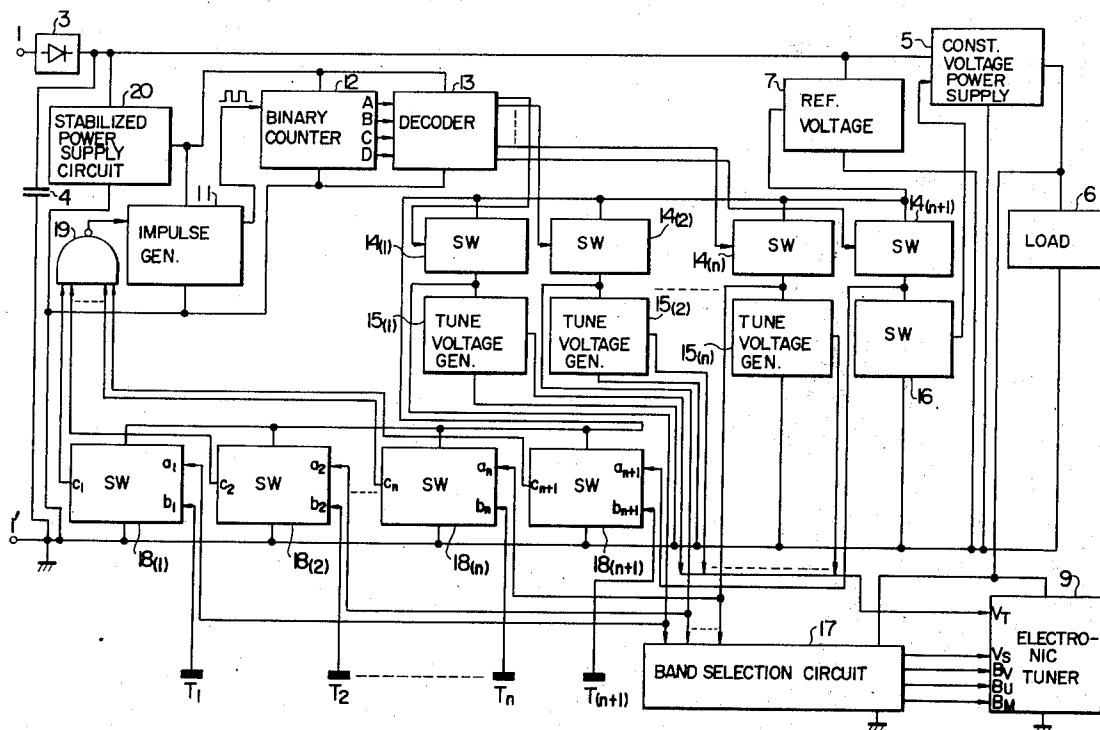 1
3
20
STABILIZED
POWER
SUPPLY
CIRCUIT
4
12
BINARY
COUNTER
A
B
C
D
13
DECODER
5
CONST.
VOLTAGE
POWER
SUPPLY
7
REF.
VOLTAGE
6
LOAD
11
IMPULSE
GEN.
19
14(1)
SW
SW
14(2)
14(n)
SW
14(n+1)
SW
15(1)
TUNE
VOLTAGE
GEN.
15(2)
TUNE
VOLTAGE
GEN.
15(n)
TUNE
VOLTAGE
GEN.
SW
16
C1 SW a1
b1
18(1)
C2 SW a2
b2
18(2)
Cn SW an
bn
18(n)
Cn+1 SW an+1
bn+1
18(n+1)
1'
T1
T2
Tn
T(n+1)
17
BAND SELECTION CIRCUIT
9
VT
ELECTRO-
NIC
TUNER
VS
BV
BU
BM